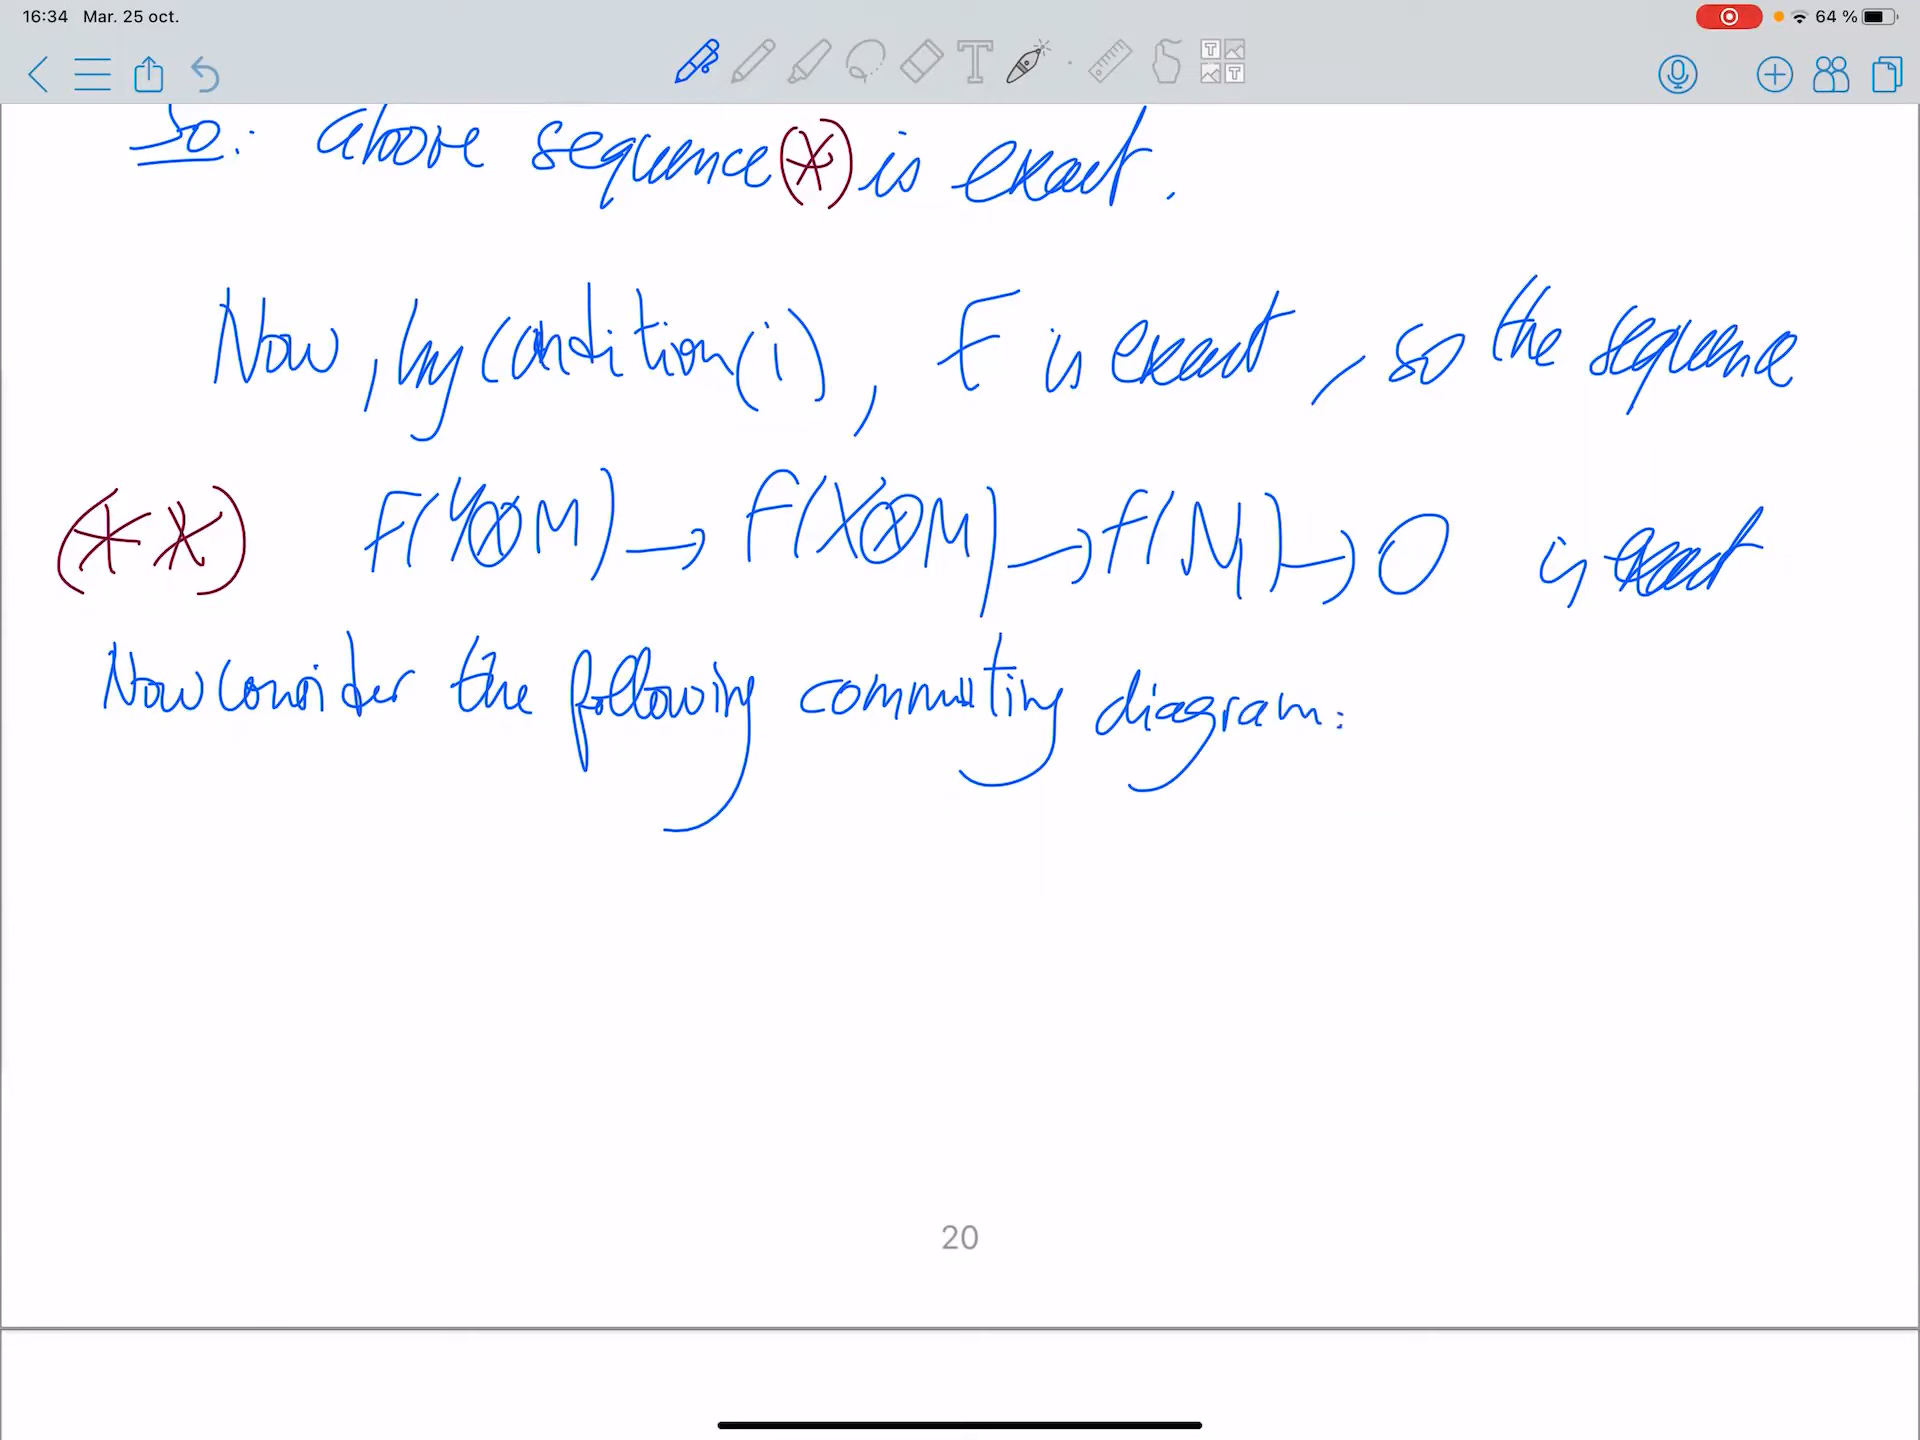 16:34 Mar. 25 oct. 64 %
So: above sequence (*) is exact.
Now, by condition (i), F is exact, so the sequence
(**) F(Y⊗M) → F(X⊗M) → F(N) → 0 is exact
Now consider the following commuting diagram:
20